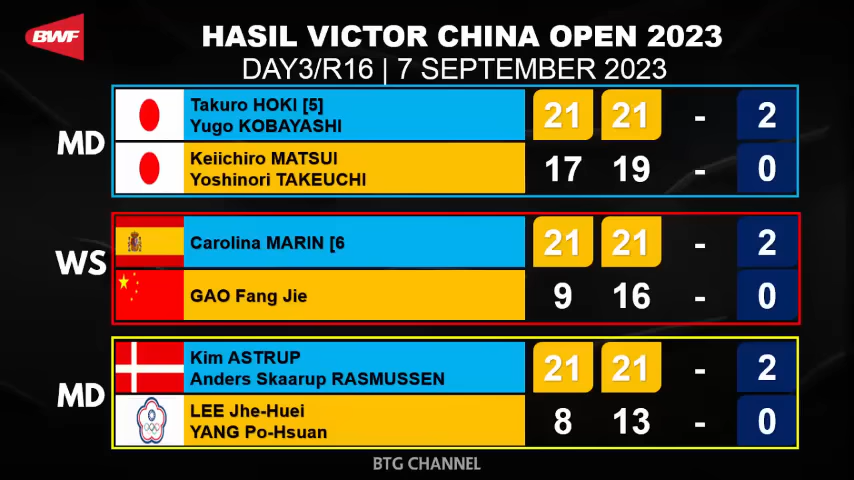 BWF
HASIL VICTOR CHINA OPEN 2023
DAY3/R16 | 7 SEPTEMBER 2023
MD
Takuro HOKI [5]
Yugo KOBAYASHI
21 21 - 2
Keiichiro MATSUI
Yoshinori TAKEUCHI
17 19 - 0
WS
Carolina MARIN [6
21 21 - 2
GAO Fang Jie
9 16 - 0
MD
Kim ASTRUP
Anders Skaarup RASMUSSEN
21 21 - 2
LEE Jhe-Huei
YANG Po-Hsuan
8 13 - 0
BTG CHANNEL